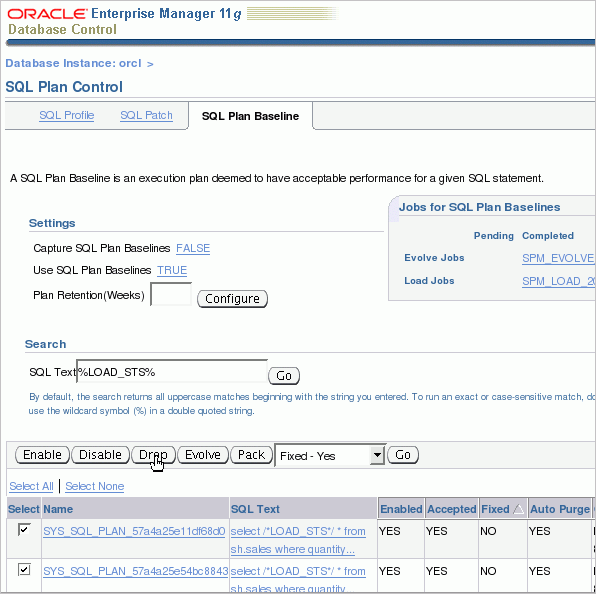 ORACLE Enterprise Manager 11g
Database Control
Database Instance: orcl >
SQL Plan Control
SQL Profile SQL Patch SQL Plan Baseline
A SQL Plan Baseline is an execution plan deemed to have acceptable performance for a given SQL statement.
Settings
Jobs for SQL Plan Baselines
Pending Completed
Capture SQL Plan Baselines FALSE
Evolve Jobs SPM_EVOLVE
Use SQL Plan Baselines TRUE
Load Jobs SPM_LOAD_20
Plan Retention(Weeks) Configure
Search
SQL Text %LOAD_STS% Go
By default, the search returns all uppercase matches beginning with the string you entered. To run an exact or case-sensitive match, do
use the wildcard symbol (%) in a double quoted string.
Enable Disable Drop Evolve Pack Fixed - Yes Go
Select All | Select None
Select Name SQL Text Enabled Accepted Fixed Auto Purge
SYS_SQL_PLAN_57a4a25e11df68d0 select /*LOAD_STS*/ * from YES YES NO YES
sh.sales where quantity...
SYS_SQL_PLAN_57a4a25e54bc8843 select /*LOAD_STS*/ * from YES YES NO YES
sh.sales where quantity...